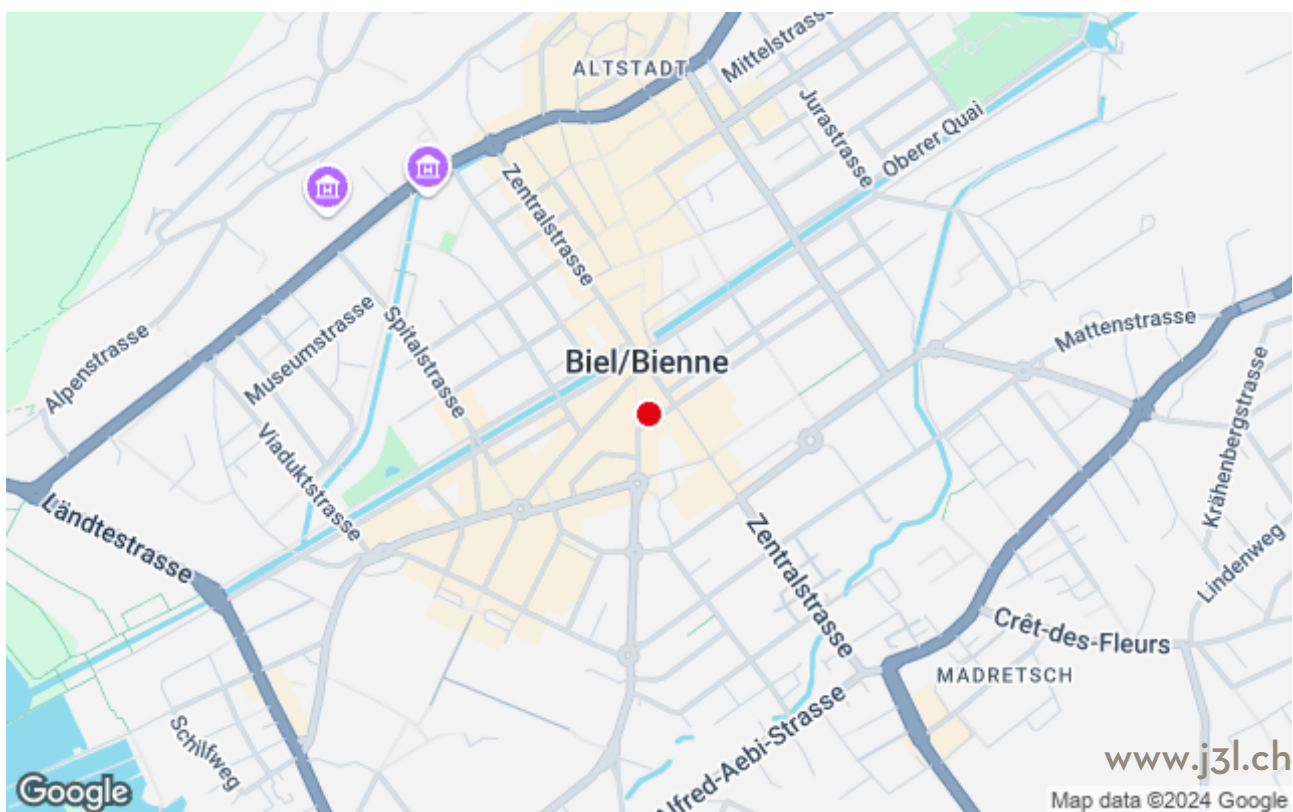 ALTSTADT
Mittelstrasse
Jurastrasse
Oberer Quai
Zentralstrasse
Mattenstrasse
Museumstrasse
Spitalstrasse
Alpenstrasse
Biel/Bienne
Krähenbergstrasse
Viaduktstrasse
Ländtestrasse
Zentralstrasse
Lindenweg
Crêt-des-Fleurs
MADRETSCH
Schilfweg
Alfred-Aebi-Strasse
www.j3l.ch
Google
Map data ©2024 Google